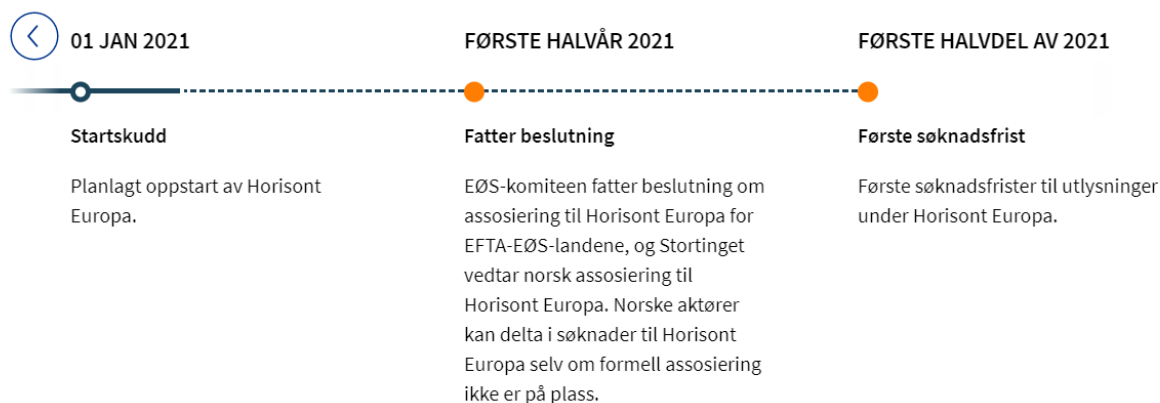 01 JAN 2021
Startskudd
Planlagt oppstart av Horisont
Europa.
FØRSTE HALVÅR 2021
Fatter beslutning
EØS-komiteen fatter beslutning om
assosiering til Horisont Europa for
EFTA-EØS-landene, og Stortinget
vedtar norsk assosiering til
Horisont Europa. Norske aktører
kan delta i søknader til Horisont
Europa selv om formell assosiering
ikke er på plass.
FØRSTE HALVDEL AV 2021
Første søknadsfrist
Første søknadsfrister til utlysninger
under Horisont Europa.